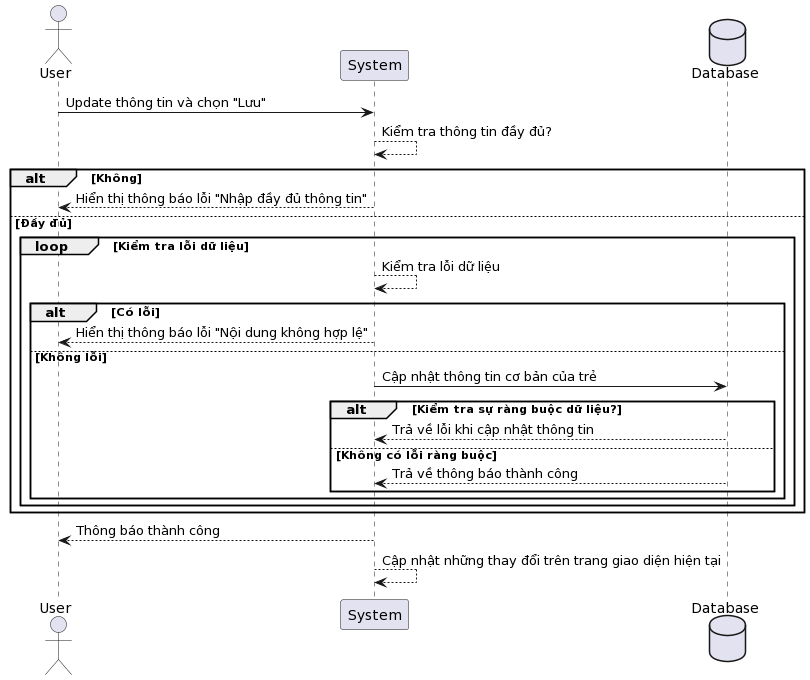 User
System
Database
Update thông tin và chọn "Lưu"
Kiểm tra thông tin đầy đủ?
alt [Không]
Hiển thị thông báo lỗi "Nhập đầy đủ thông tin"
[Đầy đủ]
loop [Kiểm tra lỗi dữ liệu]
Kiểm tra lỗi dữ liệu
alt [Có lỗi]
Hiển thị thông báo lỗi "Nội dung không hợp lệ"
[Không lỗi]
Cập nhật thông tin cơ bản của trẻ
alt [Kiểm tra sự ràng buộc dữ liệu?]
Trả về lỗi khi cập nhật thông tin
[Không có lỗi ràng buộc]
Trả về thông báo thành công
Thông báo thành công
Cập nhật những thay đổi trên trang giao diện hiện tại
User
System
Database